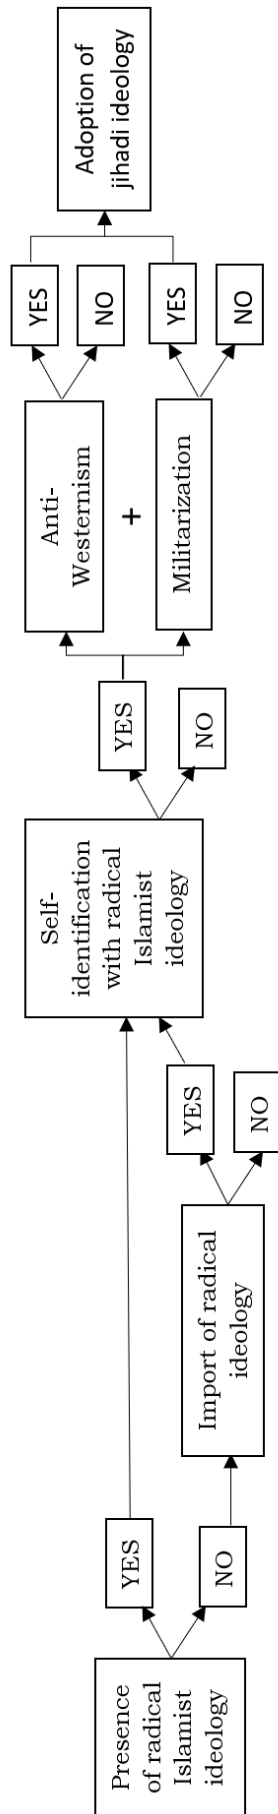 Presence
of radical
Islamist
ideology
YES
NO
Import of radical
ideology
YES
NO
Self-
identification
with radical
Islamist
ideology
YES
NO
Anti-
Westernism
+
Militarization
YES
NO
YES
NO
Adoption of
jihadi ideology